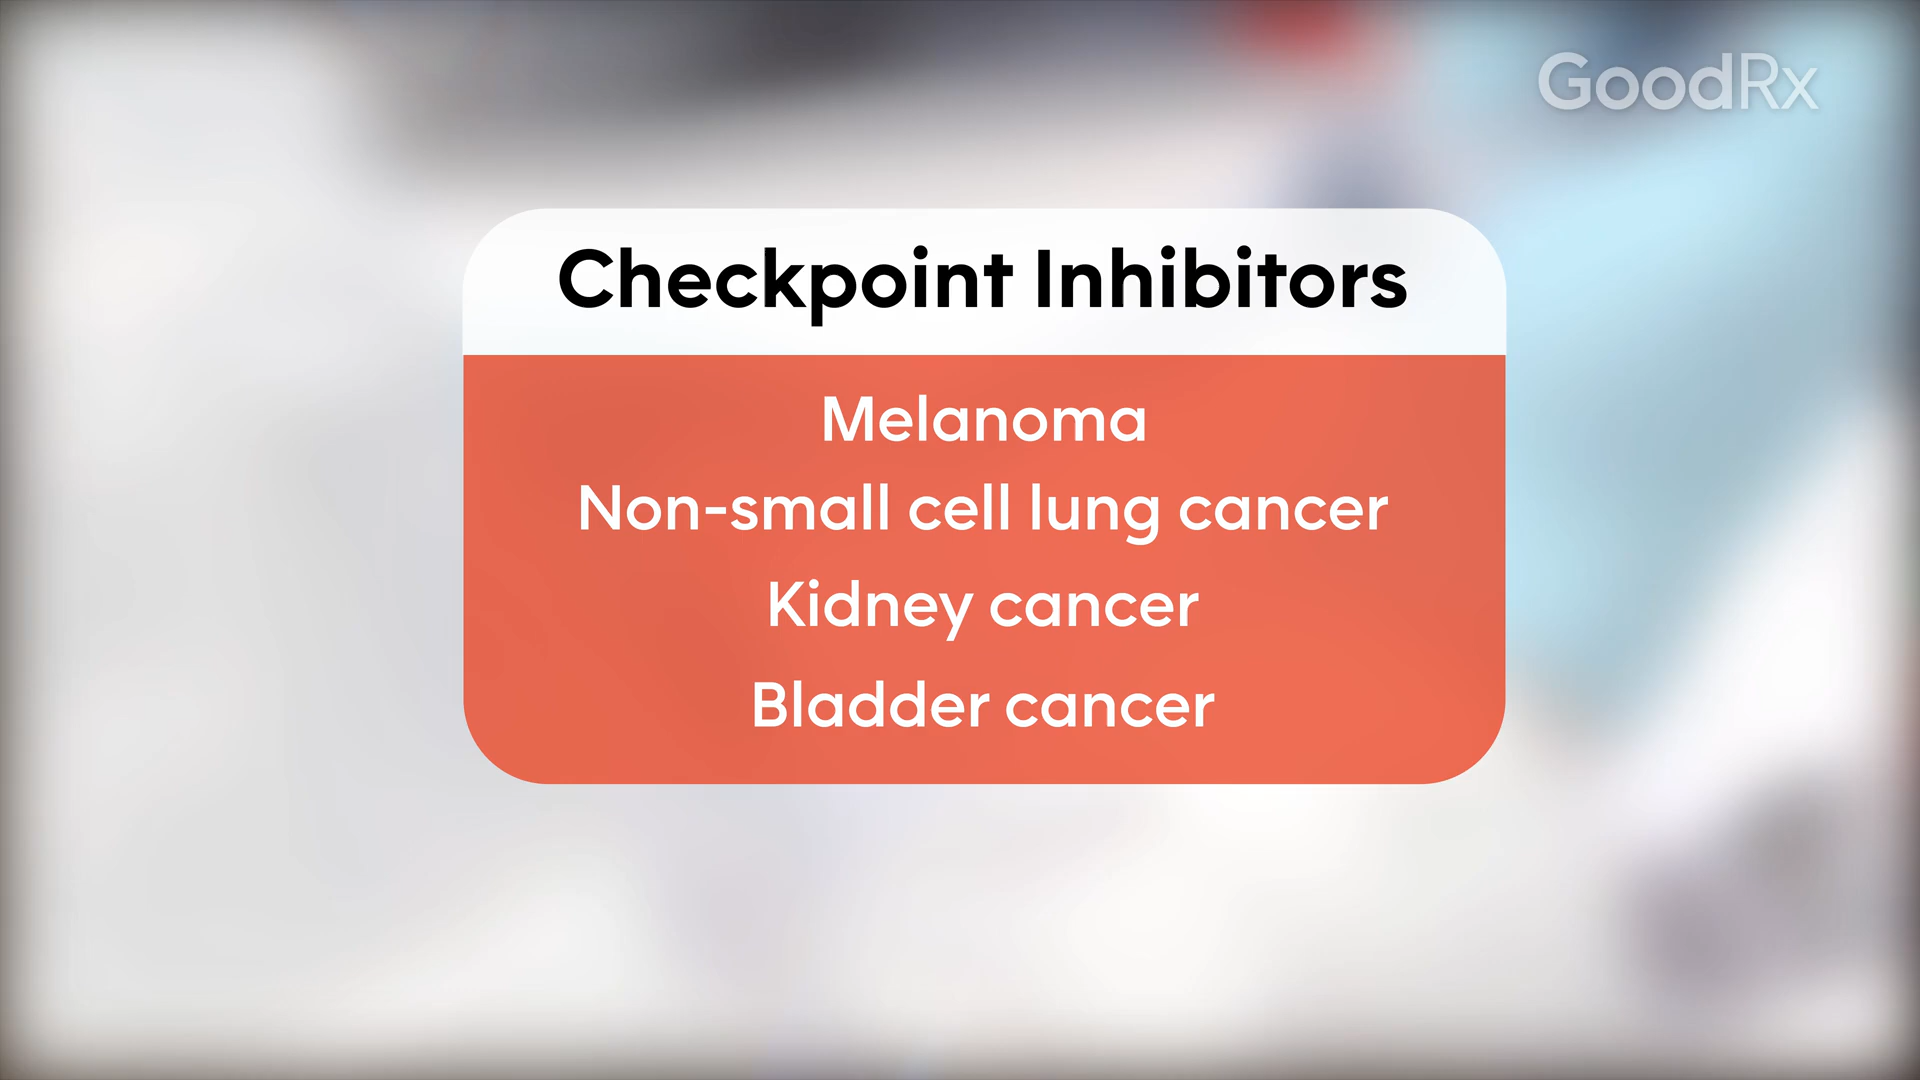 GoodRx
Checkpoint Inhibitors
Melanoma
Non-small cell lung cancer
Kidney cancer
Bladder cancer